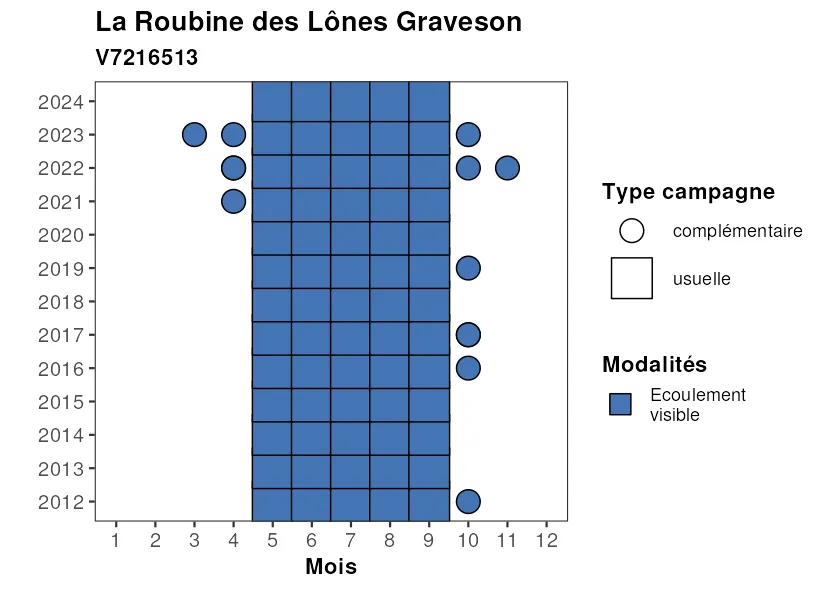 La Roubine des Lônes Graveson
V7216513
2024
2023
2022
2021
2020
2019
2018
2017
2016
2015
2014
2013
2012
1 2 3 4 5 6 7 8 9 10 11 12
Mois
Type campagne
complémentaire
usuelle
Modalités
Ecoulement
visible